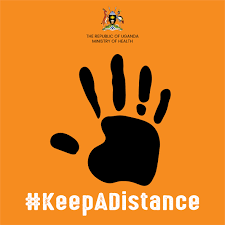 THE REPUBLIC OF UGANDA
MINISTRY OF HEALTH
#KeepADistance